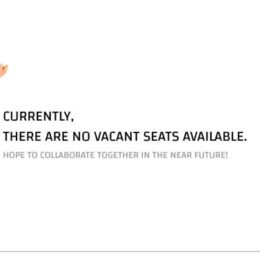 CURRENTLY,
THERE ARE NO VACANT SEATS AVAILABLE.
HOPE TO COLLABORATE TOGETHER IN THE NEAR FUTURE!